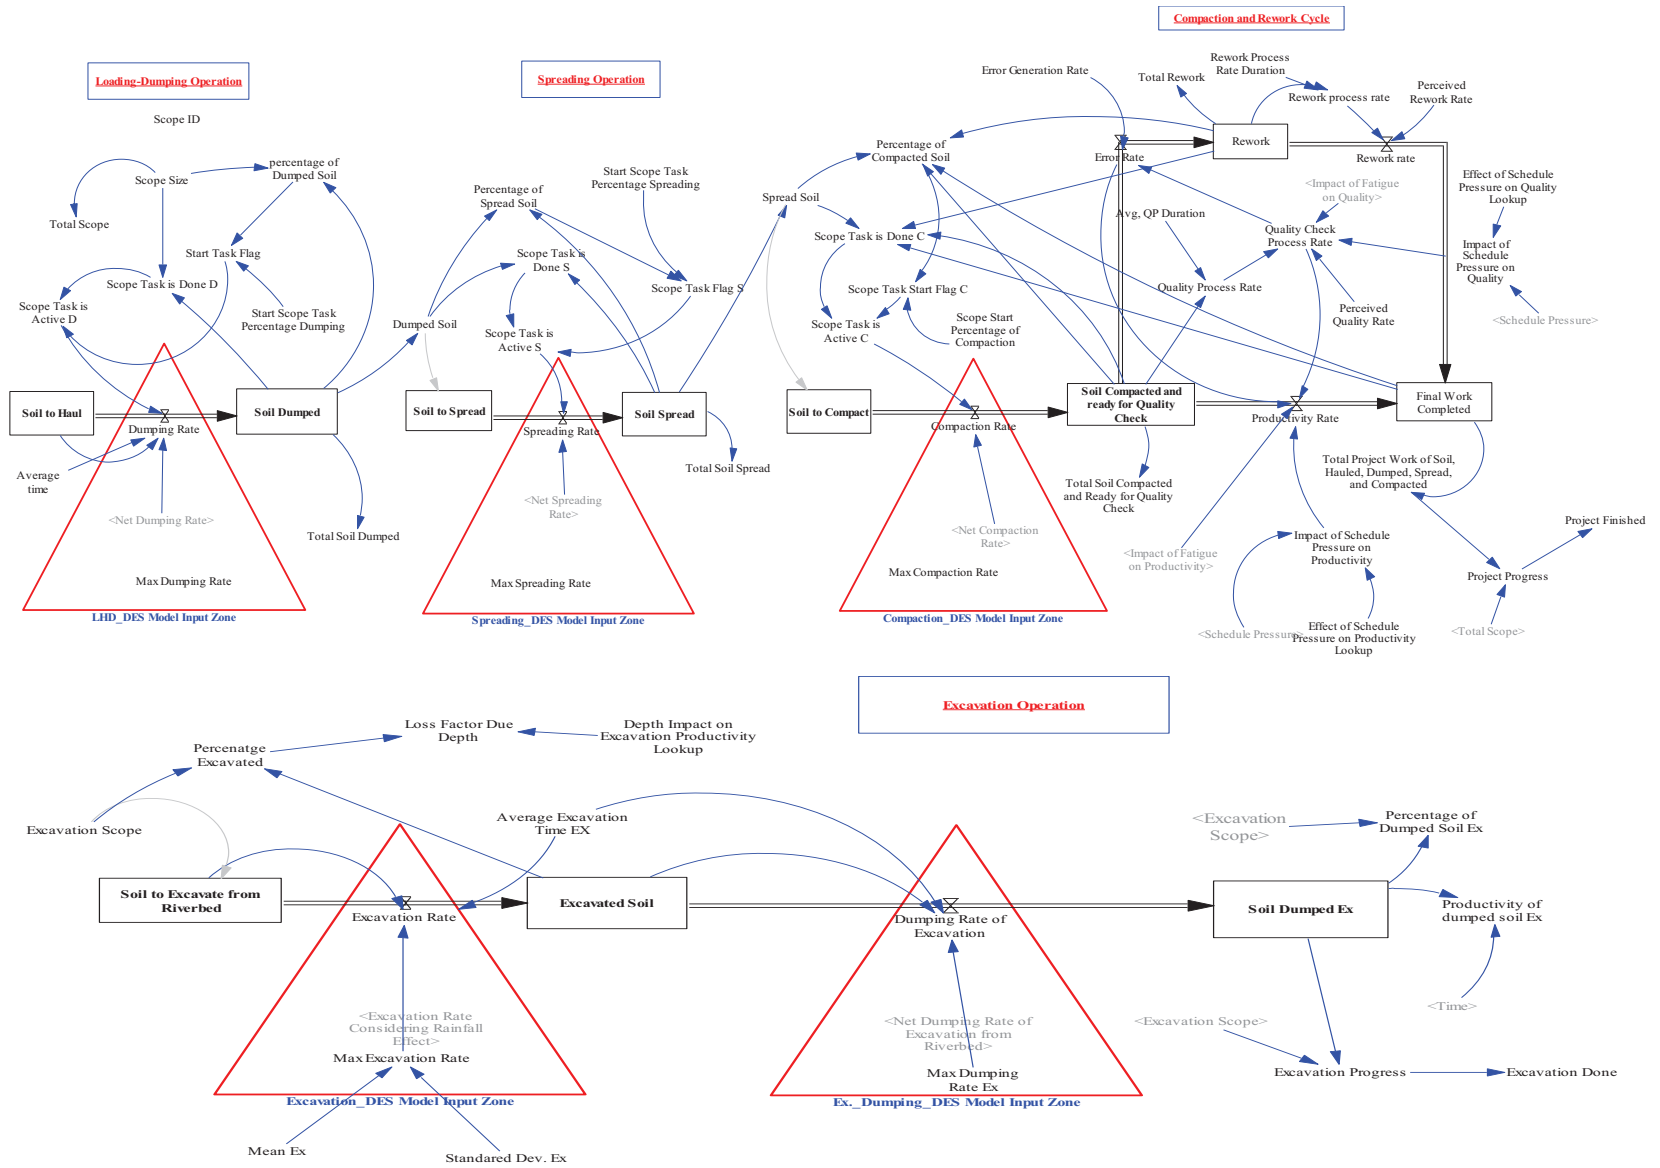 Compaction and Rework Cycle
Loading-Dumping Operation
Spreading Operation
Scope ID
Scope Size
percentage of
Dumped Soil
Total Scope
Start Task Flag
Scope Task is Done D
Scope Task is
Active D
Start Scope Task
Percentage Dumping
Soil to Haul
Dumping Rate
Soil Dumped
Average
time
<Net Dumping Rate>
Total Soil Dumped
Max Dumping Rate
LHD_DES Model Input Zone
Start Scope Task
Percentage Spreading
Percentage of
Spread Soil
Scope Task is
Done S
Scope Task Flag S
Dumped Soil
Scope Task is
Active S
Soil to Spread
Spreading Rate
Soil Spread
Total Soil Spread
<Net Spreading
Rate>
Max Spreading Rate
Spreading_DES Model Input Zone
Error Generation Rate
Total Rework
Rework Process
Rate Duration
Rework process rate
Perceived
Rework Rate
Percentage of
Compacted Soil
Error Rate
Rework
Rework rate
Spread Soil
<Impact of Fatigue
on Quality>
Effect of Schedule
Pressure on Quality
Lookup
Avg, QP Duration
Scope Task is Done C
Quality Check
Process Rate
Impact of
Schedule
Pressure on
Quality
Scope Task Start Flag C
Quality Process Rate
Scope Task is
Active C
Scope Start
Percentage of
Compaction
Perceived
Quality Rate
<Schedule Pressure>
Soil to Compact
Compaction Rate
Soil Compacted and
ready for Quality
Check
Productivity Rate
Final Work
Completed
Total Soil Compacted
and Ready for Quality
Check
Total Project Work of Soil,
Hauled, Dumped, Spread,
and Compacted
<Net Compaction
Rate>
<Impact of Fatigue
on Productivity>
Impact of Schedule
Pressure on
Productivity
Project Finished
Max Compaction Rate
Project Progress
Compaction_DES Model Input Zone
<Schedule Pressure>
Effect of Schedule
Pressure on Productivity
Lookup
<Total Scope>
Excavation Operation
Loss Factor Due
Depth
Depth Impact on
Excavation Productivity
Lookup
Percenatge
Excavated
Excavation Scope
Average Excavation
Time EX
<Excavation
Scope>
Percentage of
Dumped Soil Ex
Soil to Excavate from
Riverbed
Excavation Rate
Excavated Soil
Dumping Rate of
Excavation
Soil Dumped Ex
Productivity of
dumped soil Ex
<Time>
<Excavation Rate
Considering Rainfall
Effect>
Max Excavation Rate
<Net Dumping Rate of
Excavation from
Riverbed>
Max Dumping
Rate Ex
<Excavation Scope>
Excavation Progress
Excavation Done
Excavation_DES Model Input Zone
Ex._Dumping_DES Model Input Zone
Mean Ex
Standared Dev. Ex